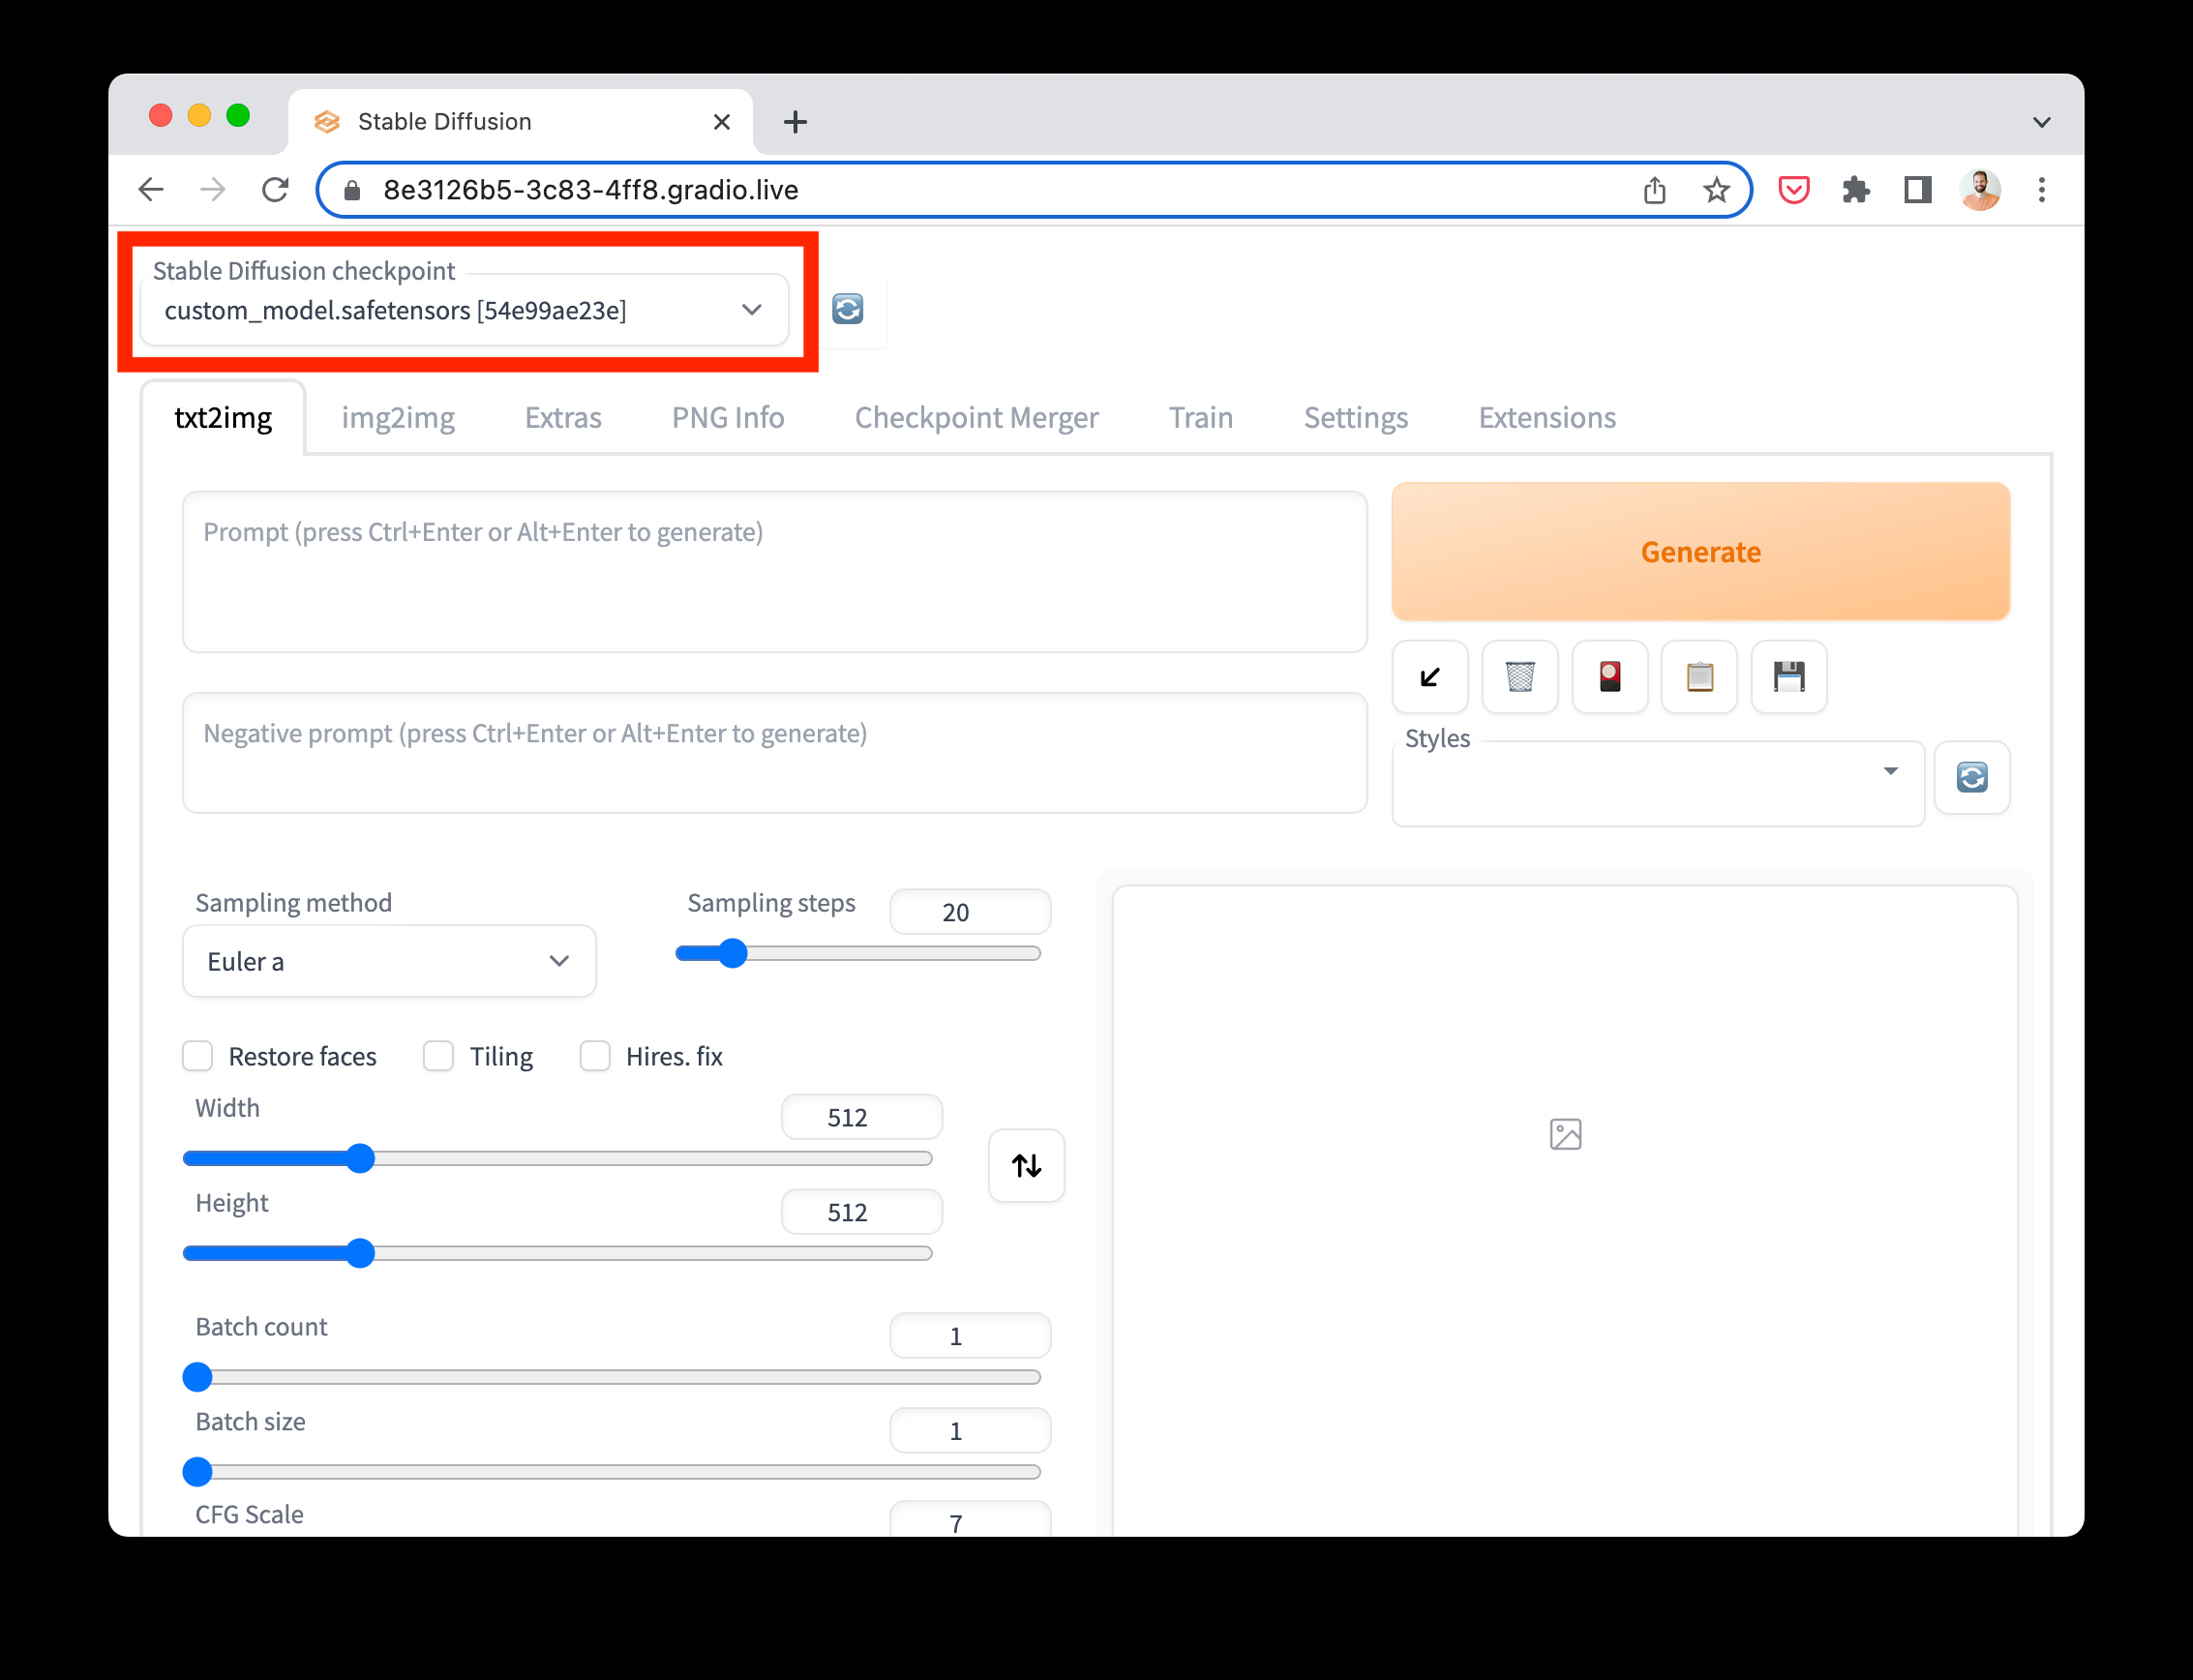 Stable Diffusion
8e3126b5-3c83-4ff8.gradio.live
Stable Diffusion checkpoint
custom_model.safetensors [54e99ae23e]
txt2img img2img Extras PNG Info Checkpoint Merger Train Settings Extensions
Prompt (press Ctrl+Enter or Alt+Enter to generate)
Generate
Negative prompt (press Ctrl+Enter or Alt+Enter to generate)
Styles
Sampling method
Euler a
Sampling steps 20
Restore faces Tiling Hires. fix
Width 512
Height 512
Batch count 1
Batch size 1
CFG Scale 7